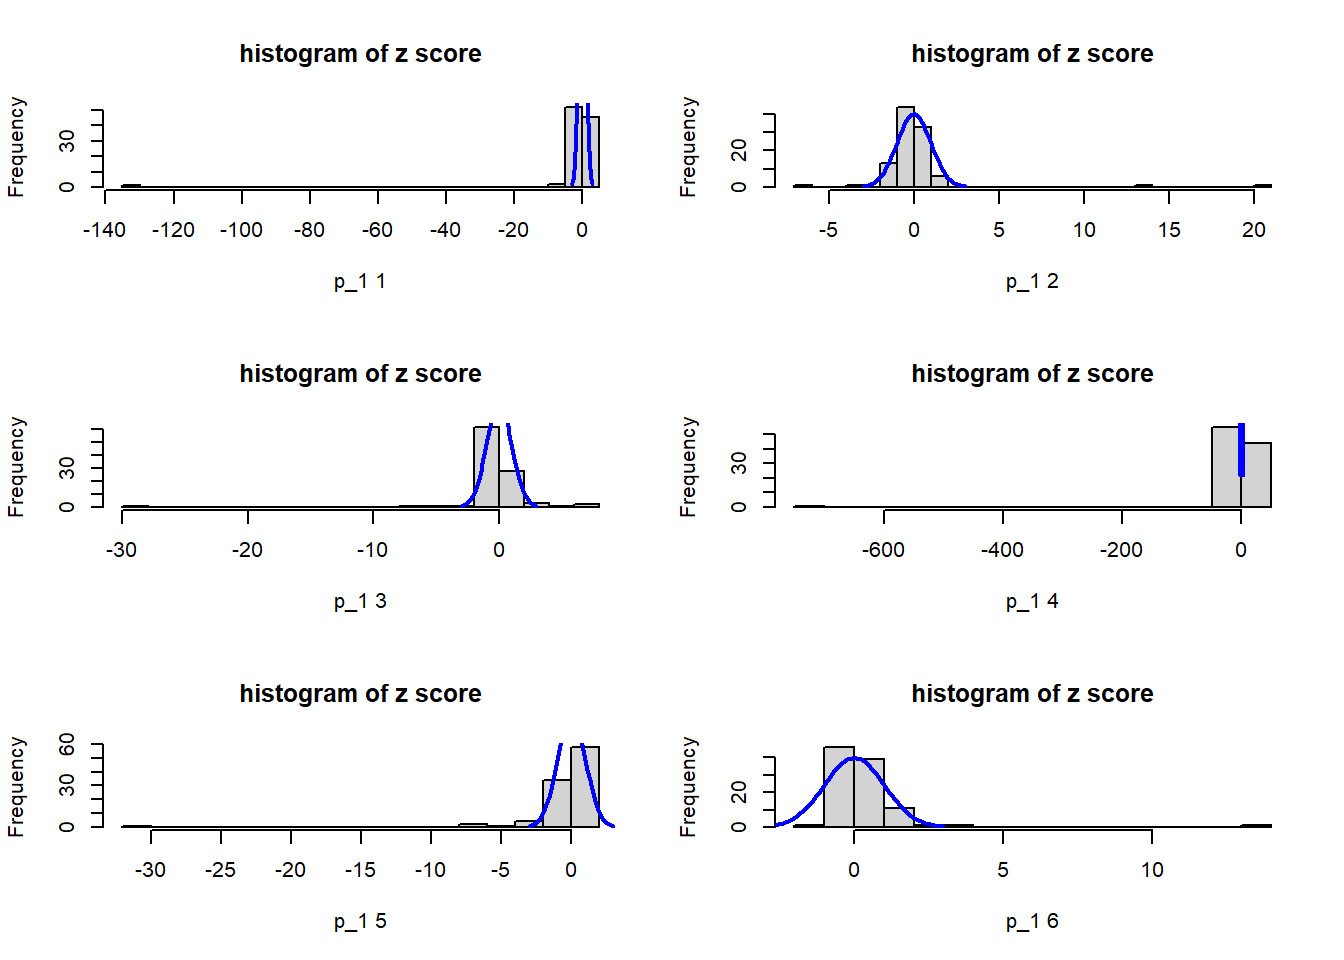 histogram of z score
Frequency
0 30
-140 -120 -100 -80 -60 -40 -20 0
p_1 1
histogram of z score
Frequency
0 20
-5 0 5 10 15 20
p_1 2
histogram of z score
Frequency
0 30
-30 -20 -10 0
p_1 3
histogram of z score
Frequency
0 30
-600 -400 -200 0
p_1 4
histogram of z score
Frequency
0 30 60
-30 -25 -20 -15 -10 -5 0
p_1 5
histogram of z score
Frequency
0 20
0 5 10
p_1 6